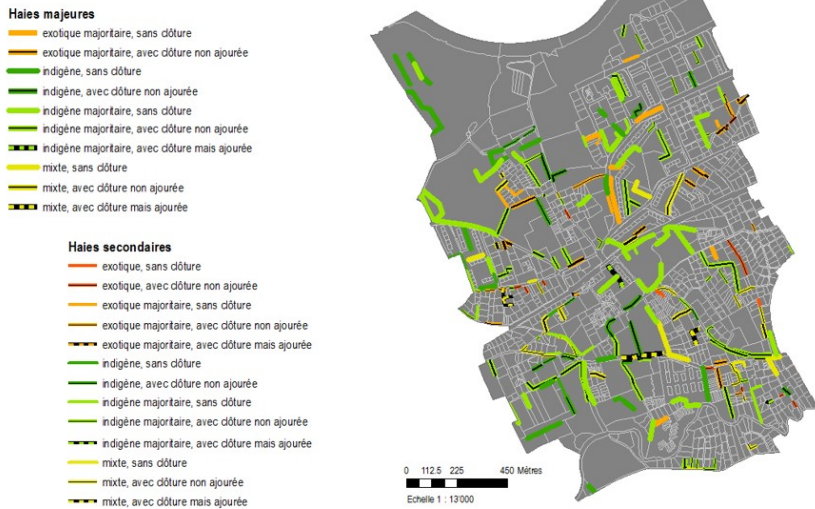 Haies majeures
exotique majoritaire, sans clôture
exotique majoritaire, avec clôture non ajourée
indigène, sans clôture
indigène, avec clôture non ajourée
indigène majoritaire, sans clôture
indigène majoritaire, avec clôture non ajourée
indigène majoritaire, avec clôture mais ajourée
mixte, sans clôture
mixte, avec clôture non ajourée
mixte, avec clôture mais ajourée
Haies secondaires
exotique, sans clôture
exotique, avec clôture non ajourée
exotique majoritaire, sans clôture
exotique majoritaire, avec clôture non ajourée
exotique majoritaire, avec clôture mais ajourée
indigène, sans clôture
indigène, avec clôture non ajourée
indigène majoritaire, sans clôture
indigène majoritaire, avec clôture non ajourée
indigène majoritaire, avec clôture mais ajourée
mixte, sans clôture
mixte, avec clôture non ajourée
mixte, avec clôture mais ajourée
0 112.5 225 450 Mètres
Echelle 1 : 13'000